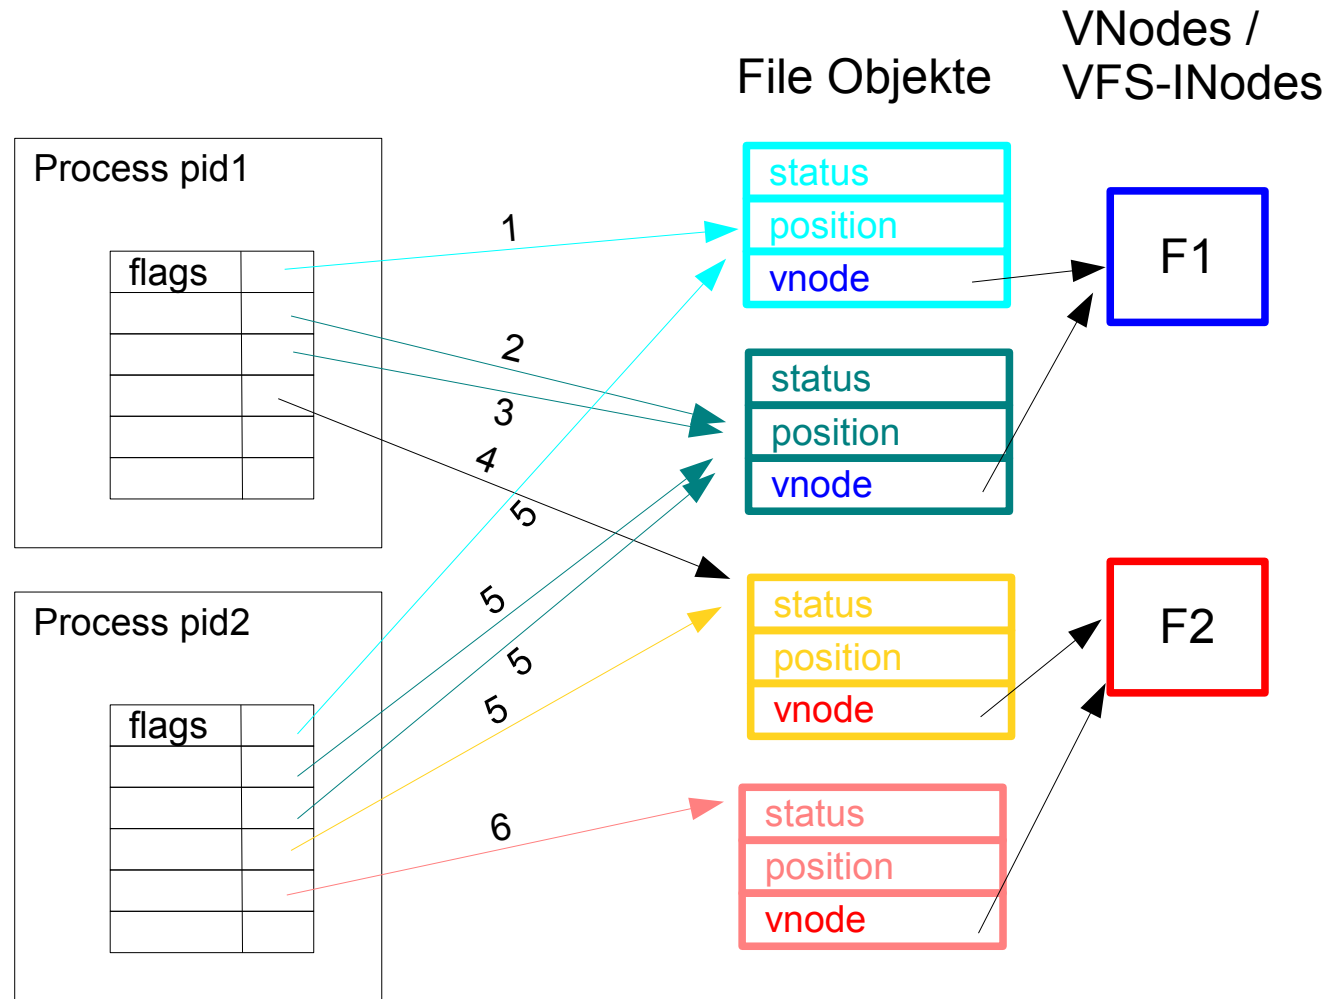 VNodes /
VFS-INodes
File Objekte
Process pid1
flags
1
2
3
4
5
status
position
vnode
F1
status
position
vnode
Process pid2
flags
5
5
5
6
status
position
vnode
F2
status
position
vnode